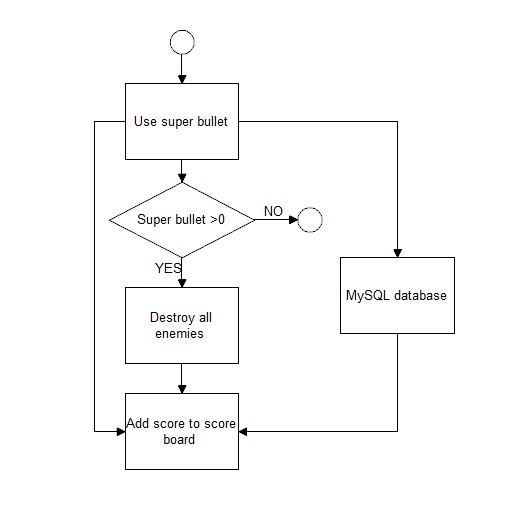 Use super bullet
Super bullet >0
NO
YES
MySQL database
Destroy all
enemies
Add score to score
board